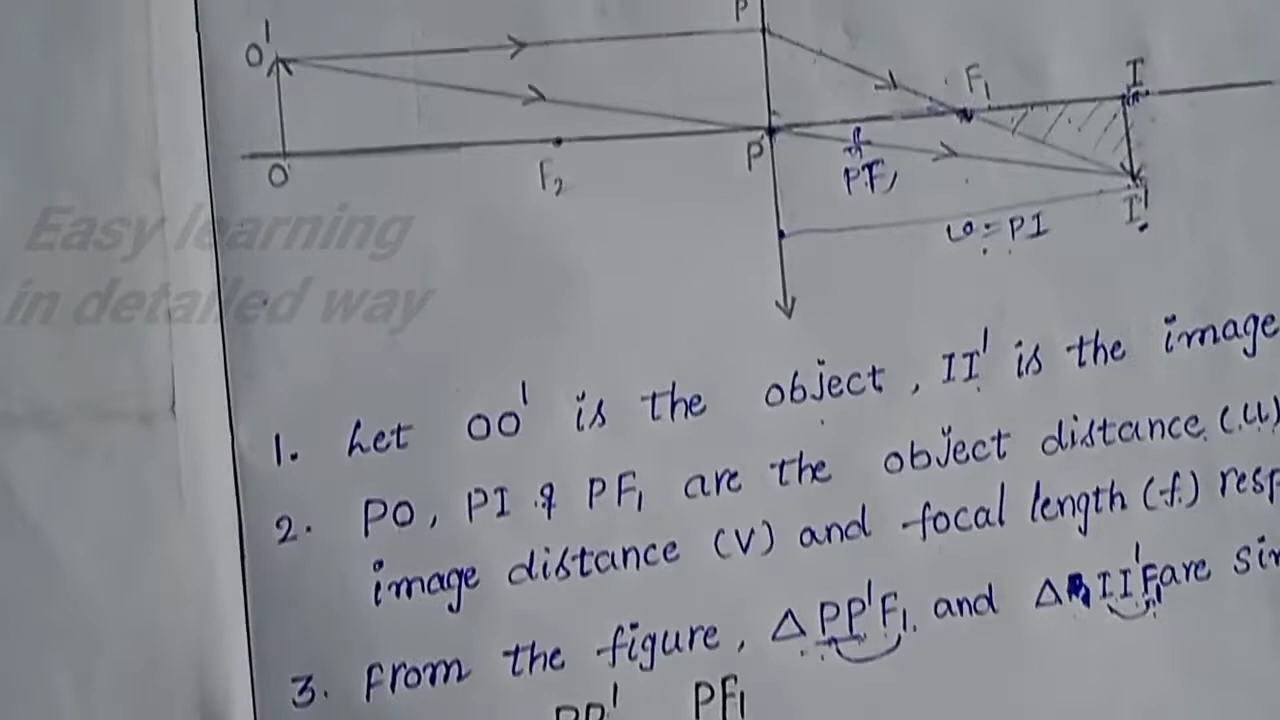 P
O'
F₁
I
P
F₂
O
f
PF₁
I'
v = PI
Easy learning
in detailed way
1. Let OO' is the object, II' is the image
2. PO, PI & PF₁ are the object distance (u)
image distance (v) and focal length (f) resp
3. From the figure, Δ PP'F₁ and Δ II'F₁ are
PP' PF₁